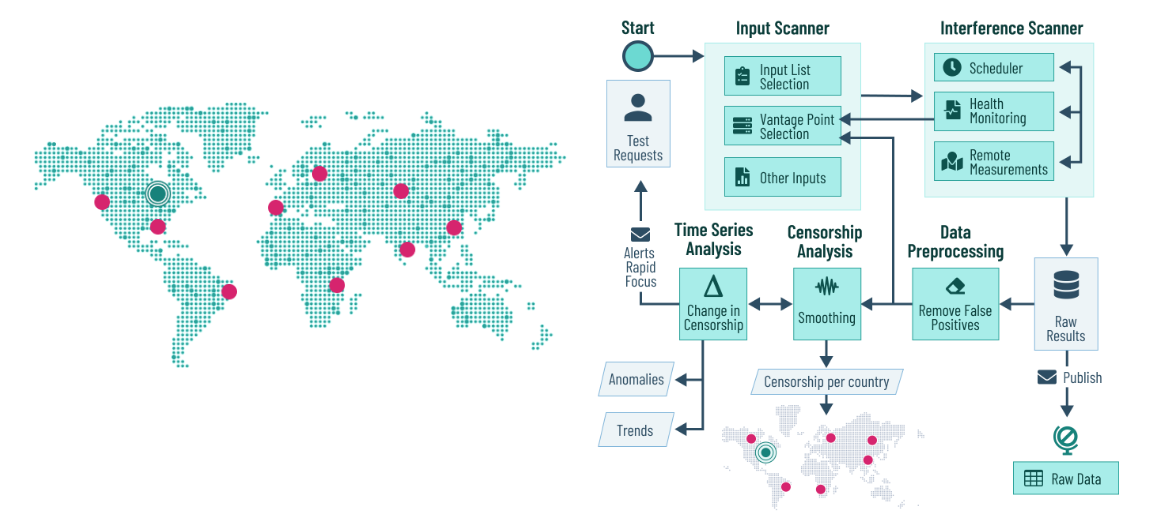 Start
Input Scanner
Interference Scanner
Input List
Selection
Scheduler
Health
Monitoring
Vantage Point
Selection
Test
Requests
Remote
Measurements
Other Inputs
Time Series
Analysis
Censorship
Analysis
Data
Preprocessing
Alerts
Rapid
Focus
Change in
Censorship
Smoothing
Remove False
Positives
Raw
Results
Anomalies
Censorship per country
Publish
Trends
Raw Data